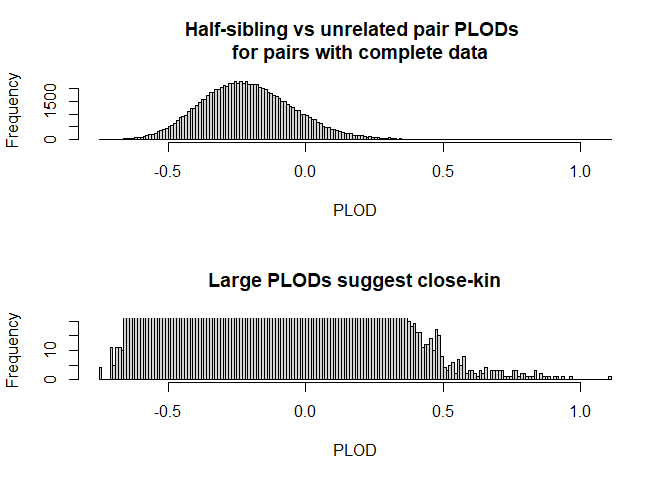 Half-sibling vs unrelated pair PLODs
for pairs with complete data
Frequency
1500
0
-0.5 0.0 0.5 1.0
PLOD
Large PLODs suggest close-kin
Frequency
10
0
-0.5 0.0 0.5 1.0
PLOD